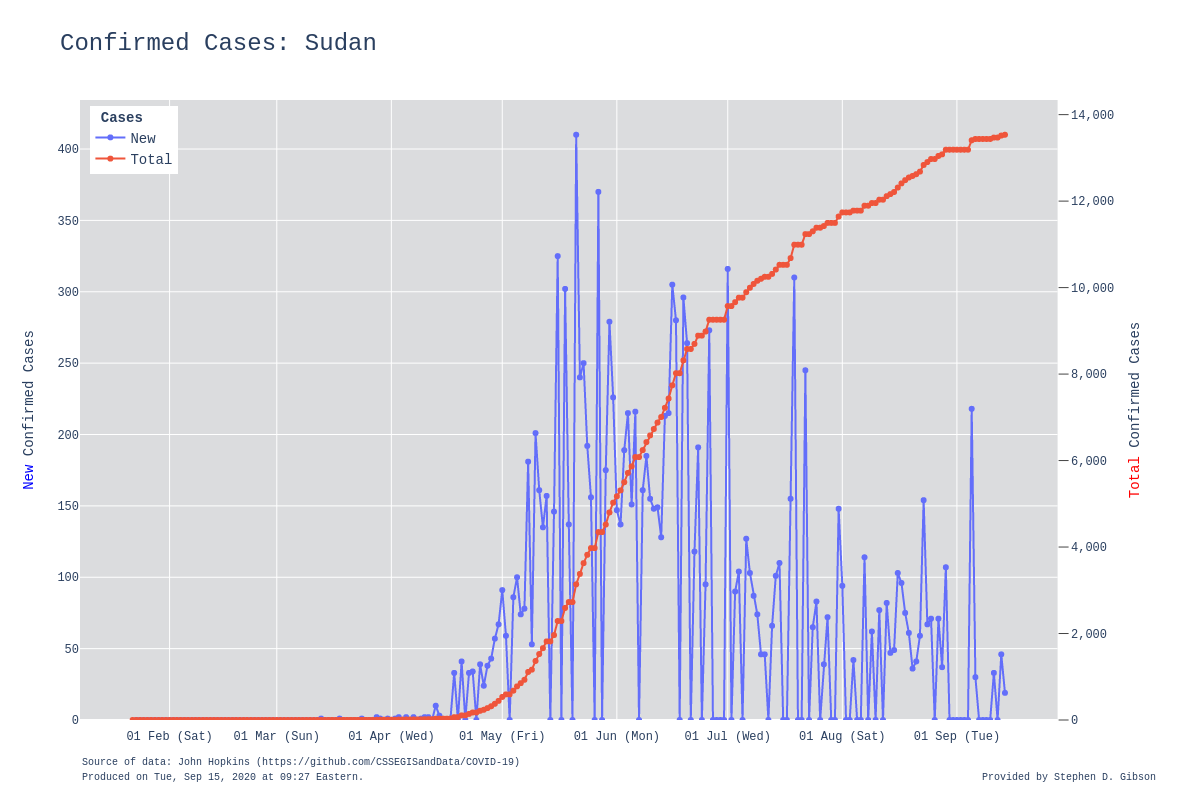 Confirmed Cases: Sudan
Cases
New
Total
400
350
300
250
200
150
100
50
0
New Confirmed Cases
14,000
12,000
10,000
8,000
6,000
4,000
2,000
0
Total Confirmed Cases
01 Feb (Sat) 01 Mar (Sun) 01 Apr (Wed) 01 May (Fri) 01 Jun (Mon) 01 Jul (Wed) 01 Aug (Sat) 01 Sep (Tue)
Source of data: John Hopkins (https://github.com/CSSEGISandData/COVID-19)
Produced on Tue, Sep 15, 2020 at 09:27 Eastern.
Provided by Stephen D. Gibson